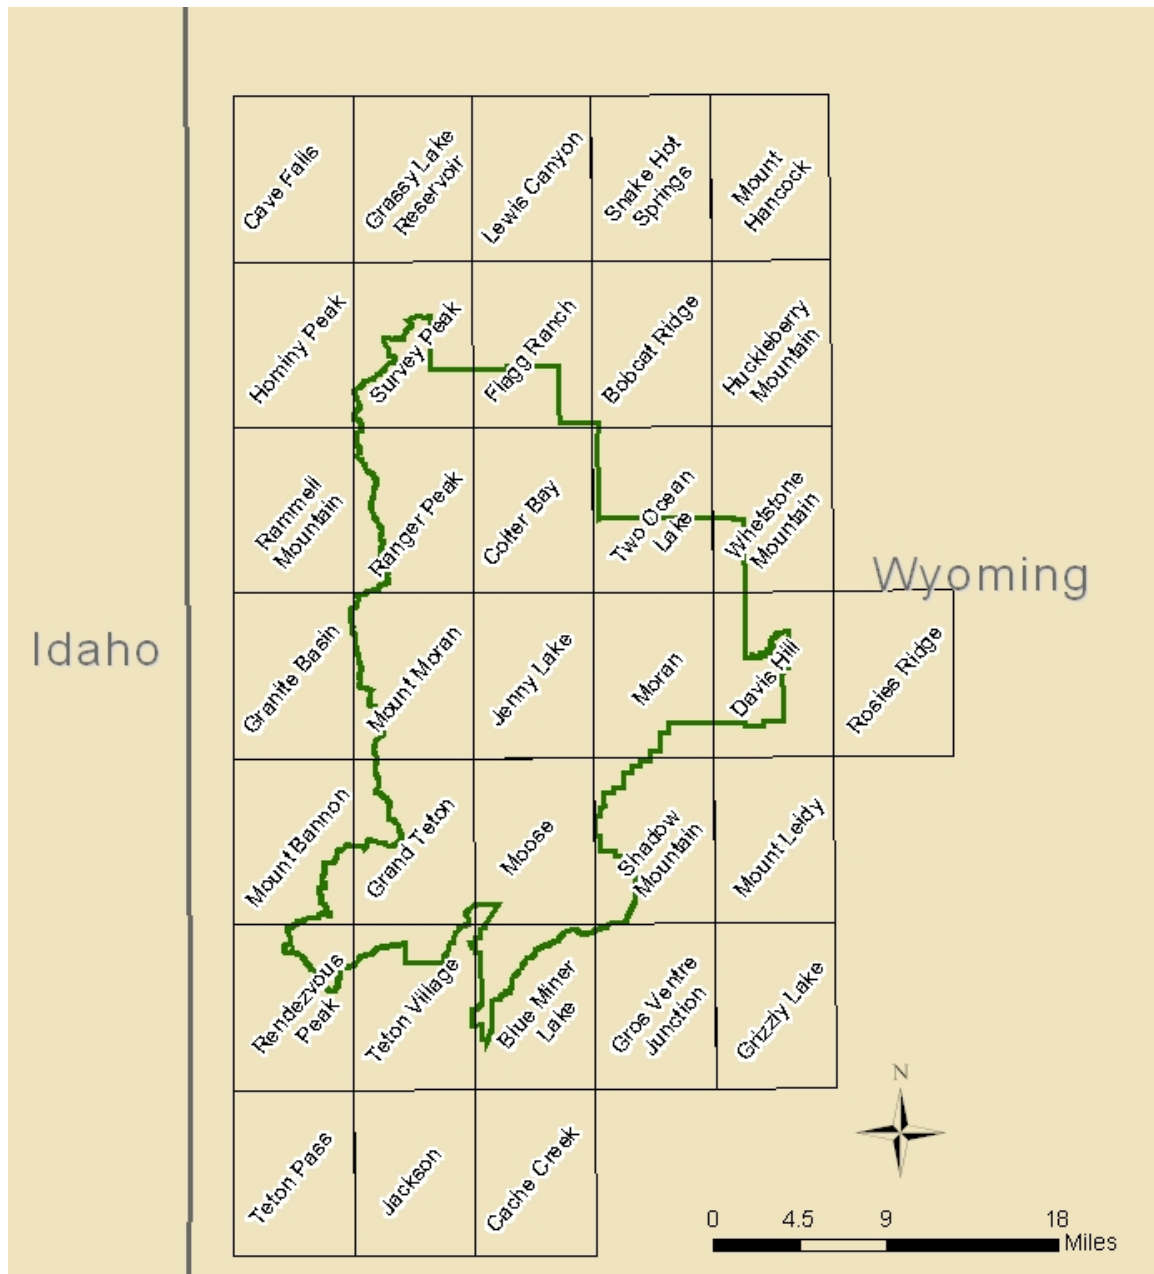 Cave Falls
Grassy Lake
Reservoir
Lewis Canyon
Snake Hot
Springs
Mount
Hancock
Hominy Peak
Survey Peak
Flagg Ranch
Bobcat Ridge
Huckleberry
Mountain
Rammell
Mountain
Ranger Peak
Colter Bay
Two Ocean
Lake
Whetstone
Mountain
Wyoming
Idaho
Granite Basin
Mount Moran
Jenny Lake
Moran
Davis Hill
Rosies Ridge
Mount Bannon
Grand Teton
Moose
Shadow
Mountain
Mount Leidy
Rendezvous
Peak
Teton Village
Blue Miner
Lake
Gros Ventre
Junction
Grizzly Lake
Teton Pass
Jackson
Cache Creek
N
0 4.5 9 18
Miles